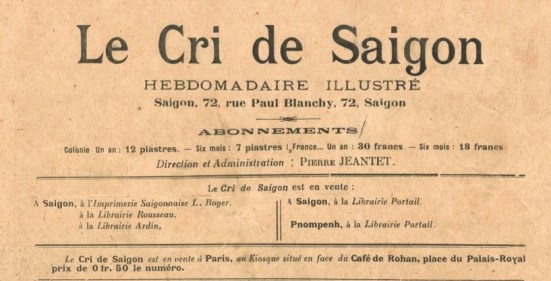 Le Cri de Saigon
HEBDOMADAIRE ILLUSTRÉ
Saigon, 72, rue Paul Blanchy, 72, Saigon
ABONNEMENTS
Colonie Un an : 12 piastres. — Six mois : 7 piastres | France... Un an : 30 francs. — Six mois : 18 francs
Direction et Administration : PIERRE JEANTET.
Le Cri de Saigon est en vente :
A Saigon, à l'Imprimerie Saigonnaise L. Roger.
à la Librairie Rousseau.
à la Librairie Ardin,
A Saigon, à la Librairie Portail.
Pnompenh, à la Librairie Portail.
Le Cri de Saigon est en vente à Paris, au Kiosque situé en face du Café de Rohan, place du Palais-Royal
prix de 0 fr. 50 le numéro.